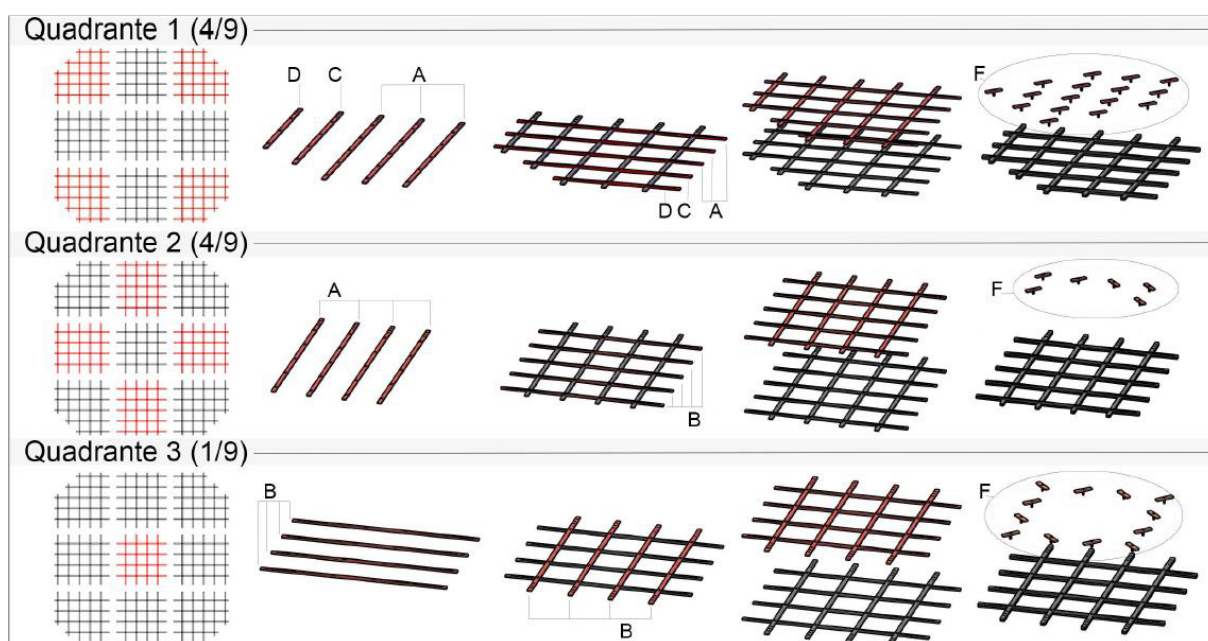 Quadrante 1 (4/9)
D C A
F
D C A
Quadrante 2 (4/9)
A
F
B
Quadrante 3 (1/9)
B
F
B